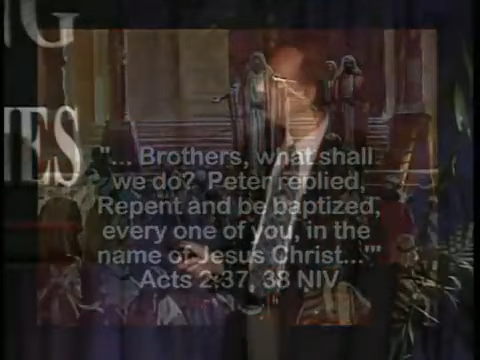 G
IES
"... Brothers, what shall
we do? Peter replied,
Repent and be baptized,
every one of you, in the
name of Jesus Christ...'"
Acts 2:37, 38 NIV